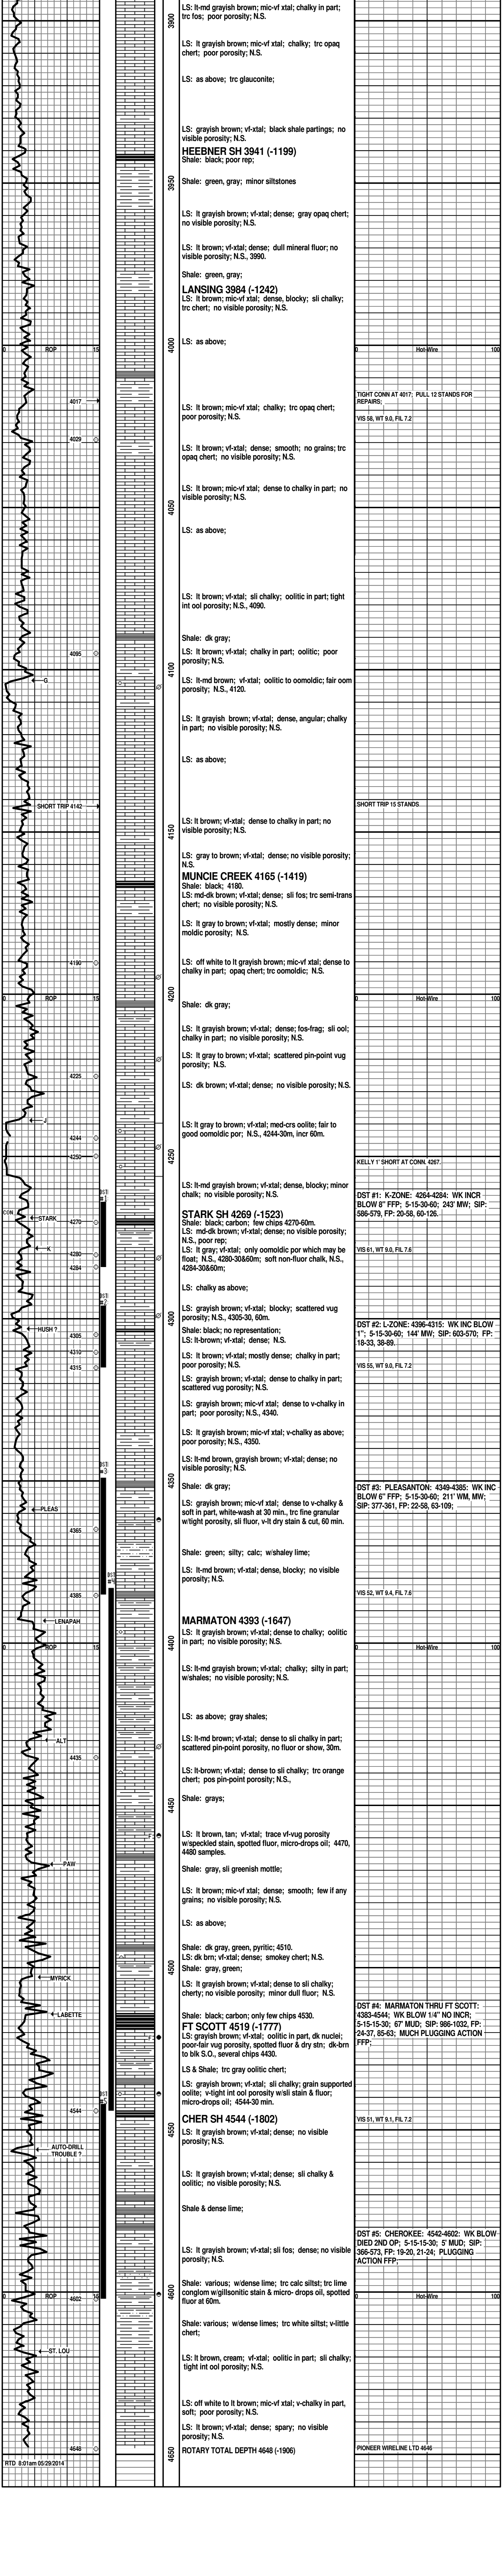 LS: lt-md grayish brown; mic-vf xtal; chalky in part;
trc fos; poor porosity; N.S.
3900
LS: lt grayish brown; mic-vf xtal; chalky; trc opaq
chert; poor porosity; N.S.
LS: as above; trc glauconite;
LS: grayish brown; vf-xtal; black shale partings; no
visible porosity; N.S.
HEEBNER SH 3941 (-1199)
Shale: black; poor rep;
3950
Shale: green, gray; minor siltstones
LS: lt grayish brown; vf-xtal; dense; gray opaq chert;
no visible porosity; N.S.
LS: lt brown; vf-xtal; dense; dull mineral fluor; no
visible porosity; N.S., 3990.
Shale: green, gray;
LANSING 3984 (-1242)
LS: lt brown; mic-vf xtal; dense, blocky; sli chalky;
trc chert; no visible porosity; N.S.
4000
LS: as above;
0 ROP 15
0 Hot-Wire 100
4017
TIGHT CONN AT 4017; PULL 12 STANDS FOR
REPAIRS;
LS: lt brown; mic-vf xtal; chalky; trc opaq chert;
poor porosity; N.S.
VIS 58, WT 9.0, FIL 7.2
4029
LS: lt brown; vf-xtal; dense; smooth; no grains; trc
opaq chert; no visible porosity; N.S.
LS: lt brown; mic-vf xtal; dense to chalky in part; no
visible porosity; N.S.
4050
LS: as above;
LS: lt brown; vf-xtal; sli chalky; oolitic in part; tight
int ool porosity; N.S., 4090.
Shale: dk gray;
4095
LS: lt brown; vf-xtal; chalky in part; oolitic; poor
porosity; N.S.
4100
G
LS: lt-md brown; vf-xtal; oolitic to oomoldic; fair oom
porosity; N.S., 4120.
LS: lt grayish brown; vf-xtal; dense, angular; chalky
in part; no visible porosity; N.S.
LS: as above;
SHORT TRIP 4142
SHORT TRIP 15 STANDS
4150
LS: lt brown; vf-xtal; dense to chalky in part; no
visible porosity; N.S.
LS: gray to brown; vf-xtal; dense; no visible porosity;
N.S.
MUNCIE CREEK 4165 (-1419)
Shale: black; 4180.
LS: md-dk brown; vf-xtal; dense; sli fos; trc semi-trans
chert; no visible porosity; N.S.
LS: lt gray to brown; vf-xtal; mostly dense; minor
moldic porosity; N.S.
4190
LS: off white to lt grayish brown; mic-vf xtal; dense to
chalky in part; opaq chert; trc oomoldic; N.S.
4200
Shale: dk gray;
0 ROP 15
0 Hot-Wire 100
LS: lt grayish brown; vf-xtal; dense; fos-frag; sli ool;
chalky in part; no visible porosity; N.S.
LS: lt gray to brown; vf-xtal; scattered pin-point vug
porosity; N.S.
4225
LS: dk brown; vf-xtal; dense; no visible porosity; N.S.
J
LS: lt gray to brown; vf-xtal; med-crs oolite; fair to
good oomoldic por; N.S., 4244-30m, incr 60m.
4244
4250
4250
KELLY 1' SHORT AT CONN. 4267.
LS: lt-md grayish brown; vf-xtal; dense, blocky; minor
chalk; no visible porosity; N.S.
DST #1: K-ZONE: 4264-4284: WK INCR
BLOW 8" FFP; 5-15-30-60; 243' MW; SIP:
586-579, FP: 20-58, 60-126.
CON
STARK SH 4269 (-1523)
Shale: black; carbon; few chips 4270-60m.
STARK
4270
LS: md-dk brown; vf-xtal; dense; no visible porosity;
N.S., poor rep;
K
LS: lt gray; vf-xtal; only oomoldic por which may be
float; N.S., 4280-30&60m; soft non-fluor chalk, N.S.,
4284-30&60m;
VIS 61, WT 9.0, FIL 7.6
4280
4284
LS: chalky as above;
LS: grayish brown; vf-xtal; blocky; scattered vug
porosity; N.S., 4305-30, 60m.
4300
HUSH ?
4305
Shale: black; no representation;
LS: lt-brown; vf-xtal; dense; N.S.
DST #2: L-ZONE: 4396-4315: WK INC BLOW
1"; 5-15-30-60; 144' MW; SIP: 603-570; FP:
18-33, 38-89.
4310
LS: lt brown; vf-xtal; mostly dense; chalky in part;
poor porosity; N.S.
4315
VIS 55, WT 9.0, FIL 7.2
LS: grayish brown; vf-xtal; dense to chalky in part;
scattered vug porosity; N.S.
LS: grayish brown; mic-vf xtal; dense to v-chalky in
part; poor porosity; N.S., 4340.
LS: lt grayish brown; mic-vf xtal; v-chalky as above;
poor porosity; N.S., 4350.
LS: lt-md brown, grayish brown; vf-xtal; dense; no
visible porosity; N.S.
4350
Shale: dk gray;
DST #3: PLEASANTON: 4349-4385: WK INC
BLOW 6" FFP; 5-15-30-60; 211' WM, MW;
SIP: 377-361, FP: 22-58, 63-109;
PLEAS
LS: grayish brown; mic-vf xtal; dense to v-chalky &
soft in part, white-wash at 30 min.; trc fine granular
w/tight porosity, sli fluor, v-lt dry stain & cut, 60 min.
4365
Shale: green; silty; calc; w/shaley lime;
LS: lt-md brown; vf-xtal; dense, blocky; no visible
porosity; N.S.
4385
VIS 52, WT 9.4, FIL 7.6
MARMATON 4393 (-1647)
LENAPAH
LS: lt grayish brown; vf-xtal; dense to chalky; oolitic
in part; no visible porosity; N.S.
4400
0 ROP 15
0 Hot-Wire 100
LS: lt-md grayish brown; vf-xtal; chalky; silty in part;
w/shales; no visible porosity; N.S.
LS: as above; gray shales;
ALT
LS: lt-md brown; vf-xtal; dense to sli chalky in part;
scattered pin-point porosity, no fluor or show, 30m.
4435
LS: lt-brown; vf-xtal; dense to sli chalky; trc orange
chert; pos pin-point porosity; N.S.,
4450
Shale: grays;
LS: lt brown, tan; vf-xtal; trace vf-vug porosity
w/speckled stain, spotted fluor, micro-drops oil; 4470,
4480 samples.
PAW
Shale: gray, sli greenish mottle;
LS: lt brown; mic-vf xtal; dense; smooth; few if any
grains; no visible porosity; N.S.
LS: as above;
4500
Shale: dk gray, green, pyritic; 4510.
LS: dk brn; vf-xtal; dense; smokey chert; N.S.
MYRICK
Shale: gray, green;
LS: lt grayish brown; vf-xtal; dense to sli chalky;
cherty; no visible porosity; minor dull fluor; N.S.
LABETTE
Shale: black; carbon; only few chips 4530.
FT SCOTT 4519 (-1777)
DST #4: MARMATON THRU FT SCOTT:
4383-4544; WK BLOW 1/4" NO INCR;
5-15-15-30; 67' MUD; SIP: 986-1032, FP:
24-37, 85-63; MUCH PLUGGING ACTION
FFP;
LS: grayish brown; vf-xtal; oolitic in part, dk nuclei;
poor-fair vug porosity, spotted fluor & dry stn; dk-brn
to blk S.O., several chips 4430.
LS & Shale; trc gray oolitic chert;
LS: grayish brown; vf-xtal; sli chalky; grain supported
oolite; v-tight int ool porosity w/sli stain & fluor;
micro-drops oil; 4544-30 min.
4544
CHER SH 4544 (-1802)
VIS 51, WT 9.1, FIL 7.2
4550
LS: lt grayish brown; vf-xtal; dense; no visible
porosity; N.S.
AUTO-DRILL
TROUBLE ?
LS: lt grayish brown; vf-xtal; dense; sli chalky &
oolitic; no visible porosity; N.S.
Shale & dense lime;
DST #5: CHEROKEE: 4542-4602: WK BLOW
DIED 2ND OP; 5-15-15-30; 5' MUD; SIP:
366-573, FP: 19-20, 21-24; PLUGGING
ACTION FFP.
LS: lt grayish brown; vf-xtal; sli fos; dense; no visible
porosity; N.S.
4600
Shale: various; w/dense lime; trc calc siltst; trc lime
conglom w/gillsonitic stain & micro- drops oil, spotted
fluor at 60m.
4602
0 ROP 15
0 Hot-Wire 100
Shale: various; w/dense limes; trc white siltst; v-little
chert;
ST. LOU
LS: lt brown, cream; vf-xtal; oolitic in part; sli chalky;
tight int ool porosity; N.S.
LS: off white to lt brown; mic-vf xtal; v-chalky in part,
soft; poor porosity; N.S.
LS: lt brown; vf-xtal; dense; spary; no visible
porosity; N.S.
4648
4650
ROTARY TOTAL DEPTH 4648 (-1906)
PIONEER WIRELINE LTD 4646
RTD 8:01am 05/29/2014